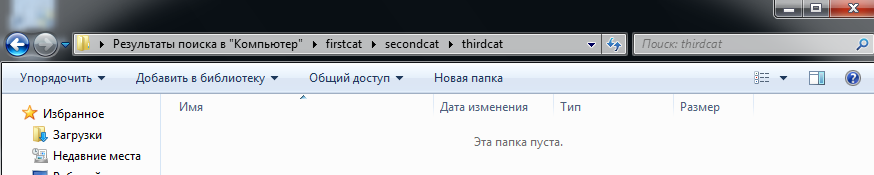 Результаты поиска в "Компьютер" ▸ firstcat ▸ secondcat ▸ thirdcat
Поиск: thirdcat
Упорядочить Добавить в библиотеку Общий доступ Новая папка
Имя Дата изменения Тип Размер
Избранное
Загрузки
Недавние места
Эта папка пуста.